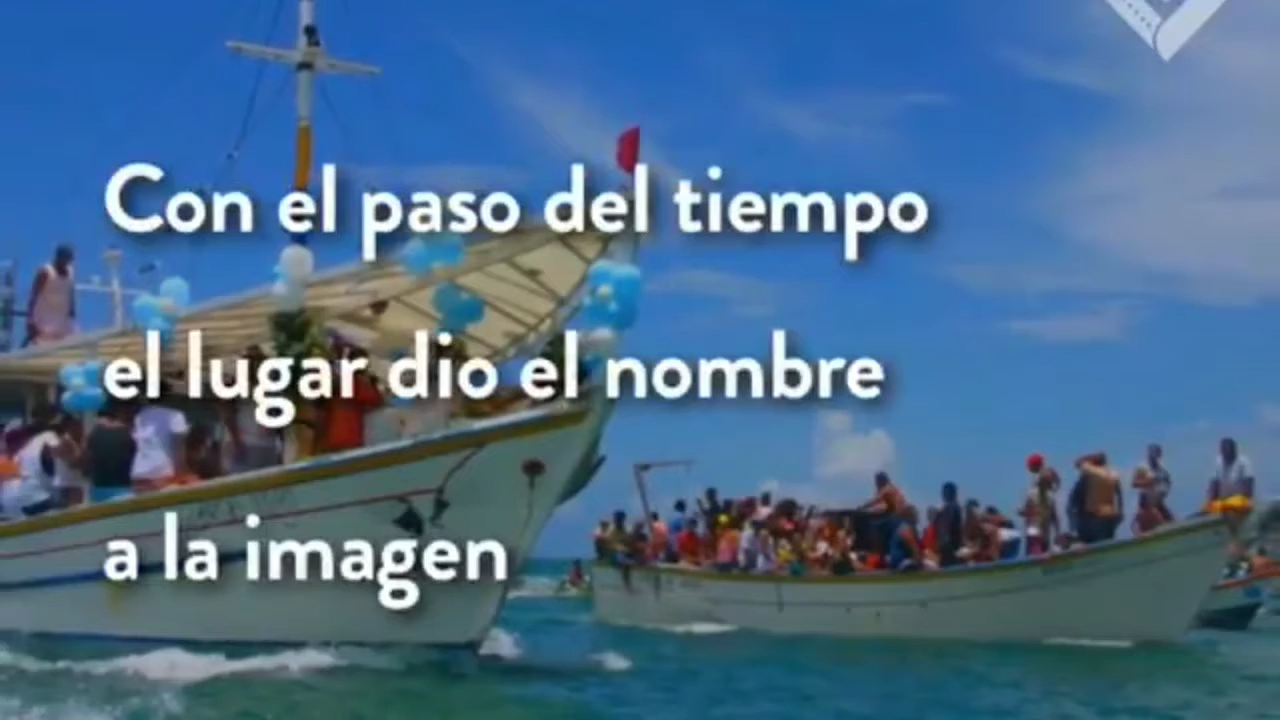 Con el paso del tiempo
el lugar dio el nombre
a la imagen